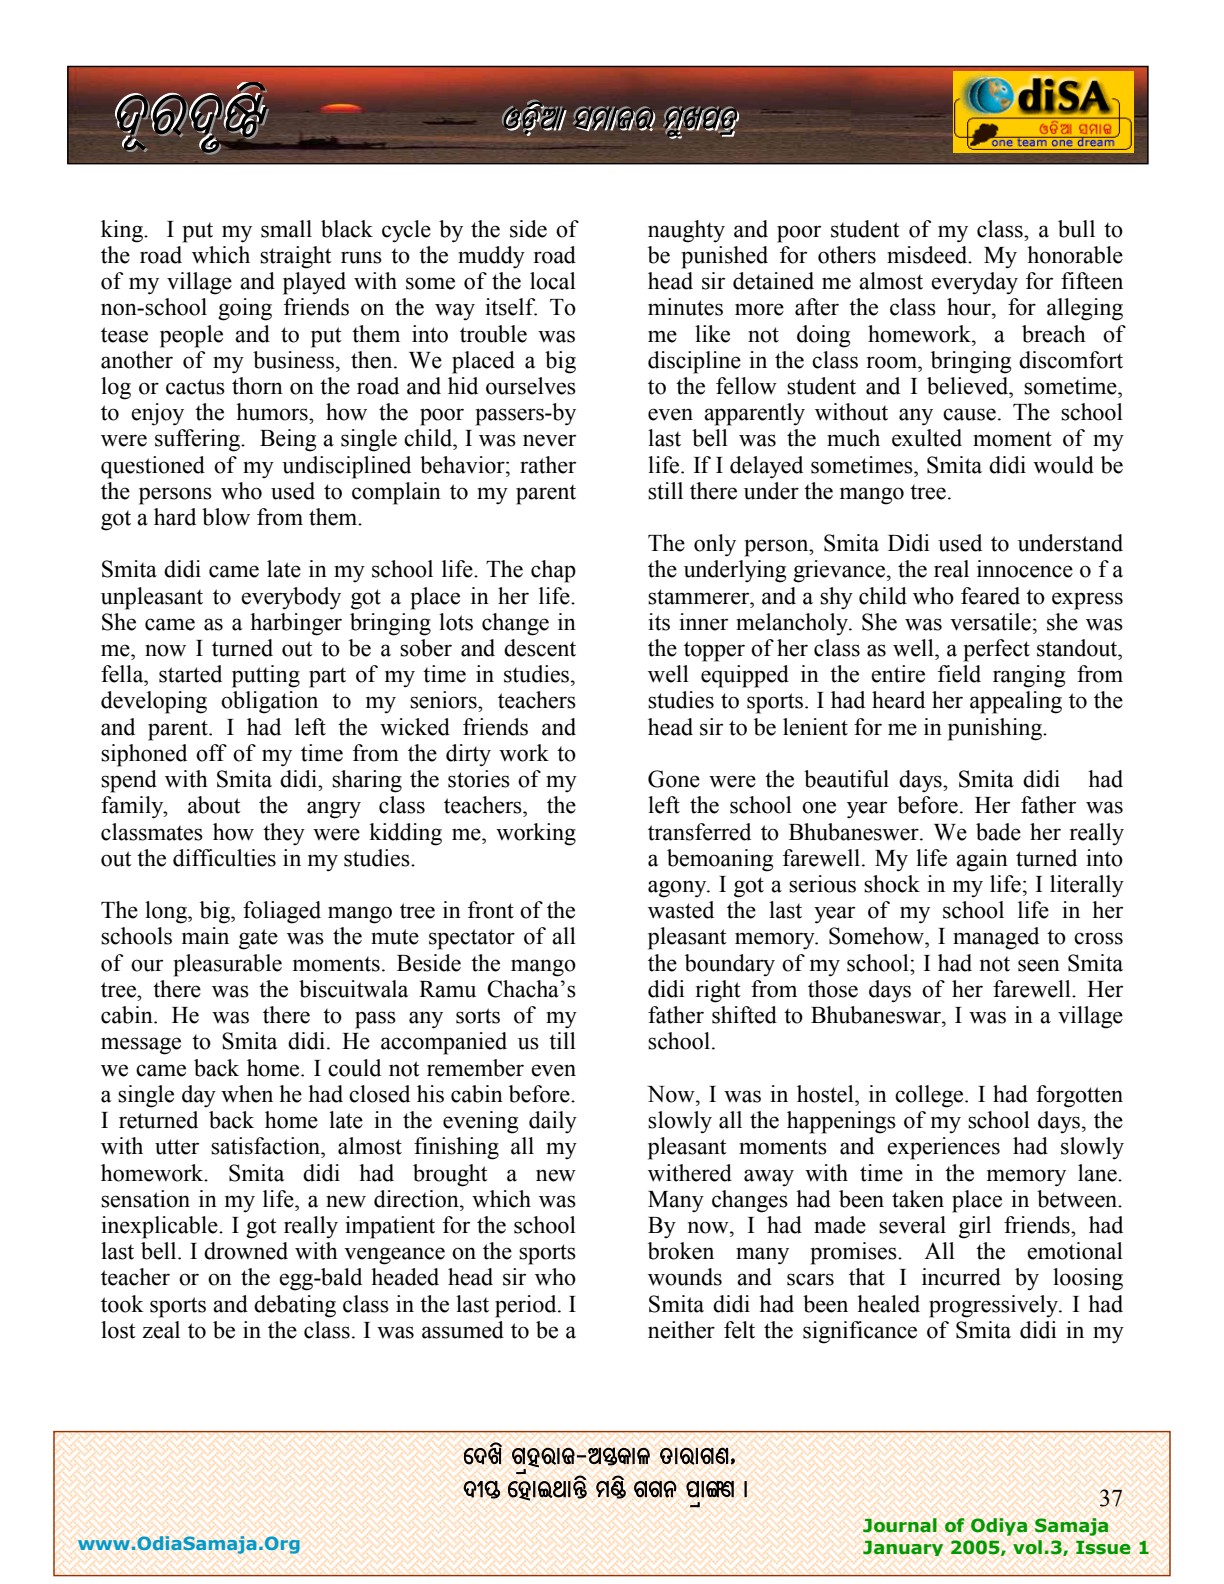 ଦୂରଦୃଷ୍ଟି
ଓଡ଼ିଆ ସମାଜର ମୁଖପତ୍ର
OdiSA
ଓଡିଆ ସମାଜ
one team one dream
king.  I put my small black cycle by the side of
the road which straight runs to the muddy road
of my village and played with some of the local
non-school going friends on the way itself. To
tease people and to put them into trouble was
another of my business, then. We placed a big
log or cactus thorn on the road and hid ourselves
to enjoy the humors, how the poor passers-by
were suffering.  Being a single child, I was never
questioned of my undisciplined behavior; rather
the persons who used to complain to my parent
got a hard blow from them.
Smita didi came late in my school life. The chap
unpleasant to everybody got a place in her life.
She came as a harbinger bringing lots change in
me, now I turned out to be a sober and descent
fella, started putting part of my time in studies,
developing obligation to my seniors, teachers
and parent. I had left the wicked friends and
siphoned off of my time from the dirty work to
spend with Smita didi, sharing the stories of my
family, about the angry class teachers, the
classmates how they were kidding me, working
out the difficulties in my studies.
The long, big, foliaged mango tree in front of the
schools main gate was the mute spectator of all
of our pleasurable moments. Beside the mango
tree, there was the biscuitwala Ramu Chacha's
cabin. He was there to pass any sorts of my
message to Smita didi. He accompanied us till
we came back home. I could not remember even
a single day when he had closed his cabin before.
I returned back home late in the evening daily
with utter satisfaction, almost finishing all my
homework. Smita didi had brought a new
sensation in my life, a new direction, which was
inexplicable. I got really impatient for the school
last bell. I drowned with vengeance on the sports
teacher or on the egg-bald headed head sir who
took sports and debating class in the last period. I
lost zeal to be in the class. I was assumed to be a
naughty and poor student of my class, a bull to
be punished for others misdeed. My honorable
head sir detained me almost everyday for fifteen
minutes more after the class hour, for alleging
me like not doing homework, a breach of
discipline in the class room, bringing discomfort
to the fellow student and I believed, sometime,
even apparently without any cause. The school
last bell was the much exulted moment of my
life. If I delayed sometimes, Smita didi would be
still there under the mango tree.
The only person, Smita Didi used to understand
the underlying grievance, the real innocence o f a
stammerer, and a shy child who feared to express
its inner melancholy. She was versatile; she was
the topper of her class as well, a perfect standout,
well equipped in the entire field ranging from
studies to sports. I had heard her appealing to the
head sir to be lenient for me in punishing.
Gone were the beautiful days, Smita didi   had
left the school one year before. Her father was
transferred to Bhubaneswer. We bade her really
a bemoaning farewell. My life again turned into
agony. I got a serious shock in my life; I literally
wasted the last year of my school life in her
pleasant memory. Somehow, I managed to cross
the boundary of my school; I had not seen Smita
didi right from those days of her farewell. Her
father shifted to Bhubaneswar, I was in a village
school.
Now, I was in hostel, in college. I had forgotten
slowly all the happenings of my school days, the
pleasant moments and experiences had slowly
withered away with time in the memory lane.
Many changes had been taken place in between.
By now, I had made several girl friends, had
broken many promises. All the emotional
wounds and scars that I incurred by loosing
Smita didi had been healed progressively. I had
neither felt the significance of Smita didi in my
ଦେଖି ଗ୍ରହରାଜ-ଅସ୍ତକାଳ ତାରାଗଣ,
ଦୀପ୍ତ ହୋଇଥାନ୍ତି ମଣ୍ଡି ଗଗନ ପ୍ରାଙ୍ଗଣ ।
37
www.OdiaSamaja.Org
Journal of Odiya Samaja
January 2005, vol.3, Issue 1